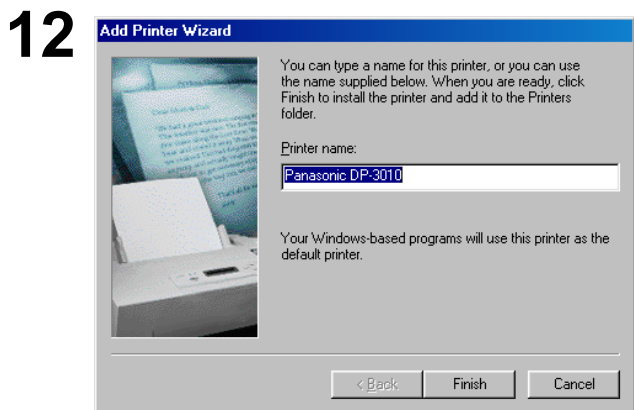 12
Add Printer Wizard
You can type a name for this printer, or you can use
the name supplied below. When you are ready, click
Finish to install the printer and add it to the Printers
folder.
Printer name:
Panasonic DP-3010
Your Windows-based programs will use this printer as the
default printer.
< Back
Finish
Cancel